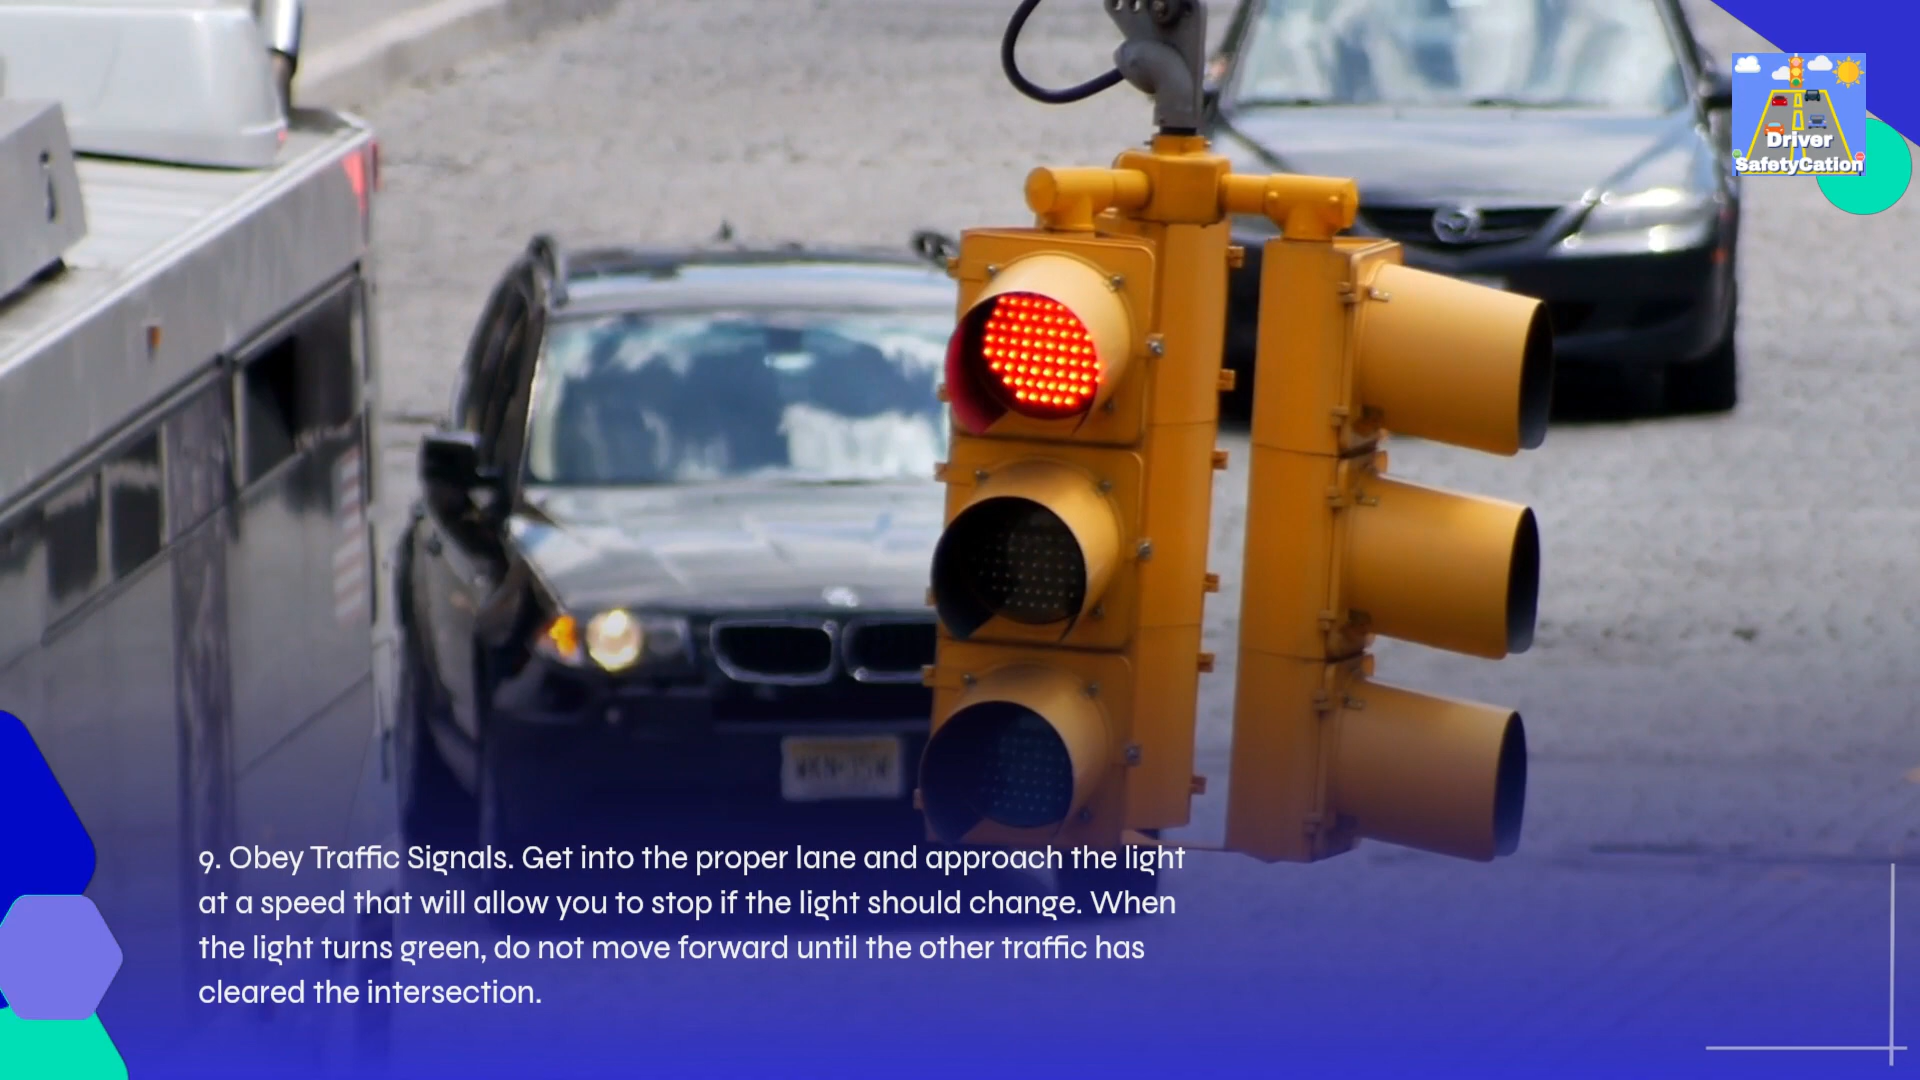 Driver
SafetyCation
9. Obey Traffic Signals. Get into the proper lane and approach the light
at a speed that will allow you to stop if the light should change. When
the light turns green, do not move forward until the other traffic has
cleared the intersection.